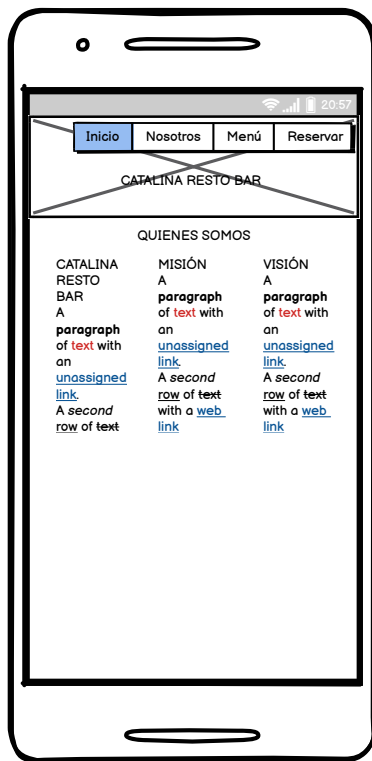 20:57
Inicio Nosotros Menú Reservar
CATALINA RESTO BAR
QUIENES SOMOS
CATALINA
RESTO
BAR
A
paragraph
of text with
an
unassigned
link.
A second
row of text
MISIÓN
A
paragraph
of text with
an
unassigned
link.
A second
row of text
with a web
link
VISIÓN
A
paragraph
of text with
an
unassigned
link.
A second
row of text
with a web
link